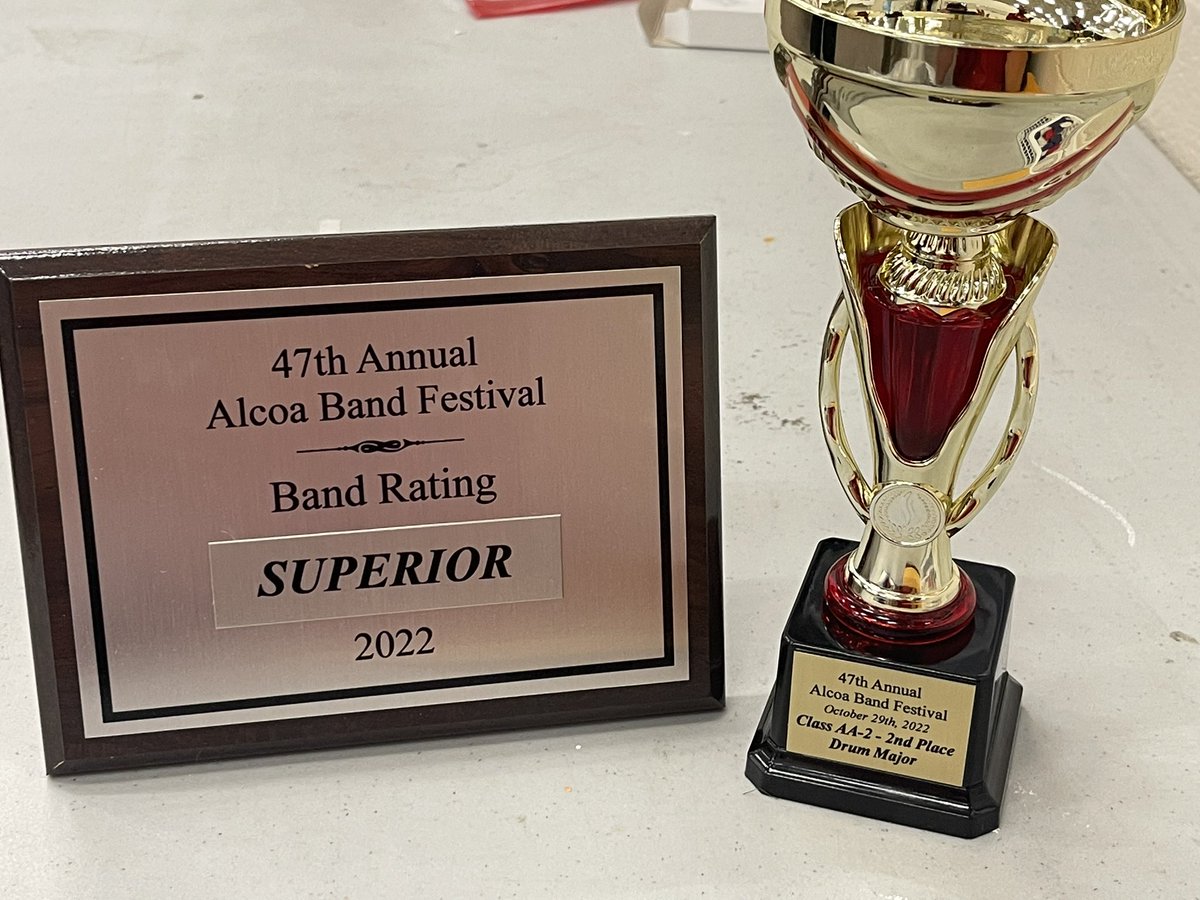 47th Annual
Alcoa Band Festival
Band Rating
SUPERIOR
2022
47th Annual
Alcoa Band Festival
October 29th, 2022
Class AA-2 - 2nd Place
Drum Major